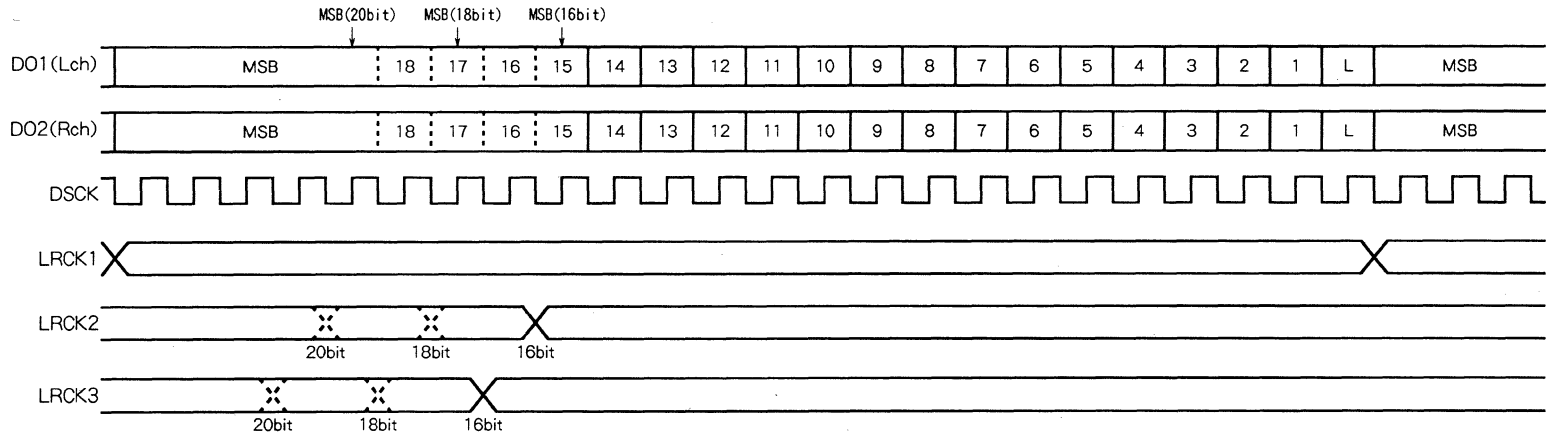 MSB(20bit) MSB(18bit) MSB(16bit)
DO1(Lch) MSB 18 17 16 15 14 13 12 11 10 9 8 7 6 5 4 3 2 1 L MSB
DO2(Rch) MSB 18 17 16 15 14 13 12 11 10 9 8 7 6 5 4 3 2 1 L MSB
DSCK
LRCK1
LRCK2
20bit 18bit 16bit
LRCK3
20bit 18bit 16bit